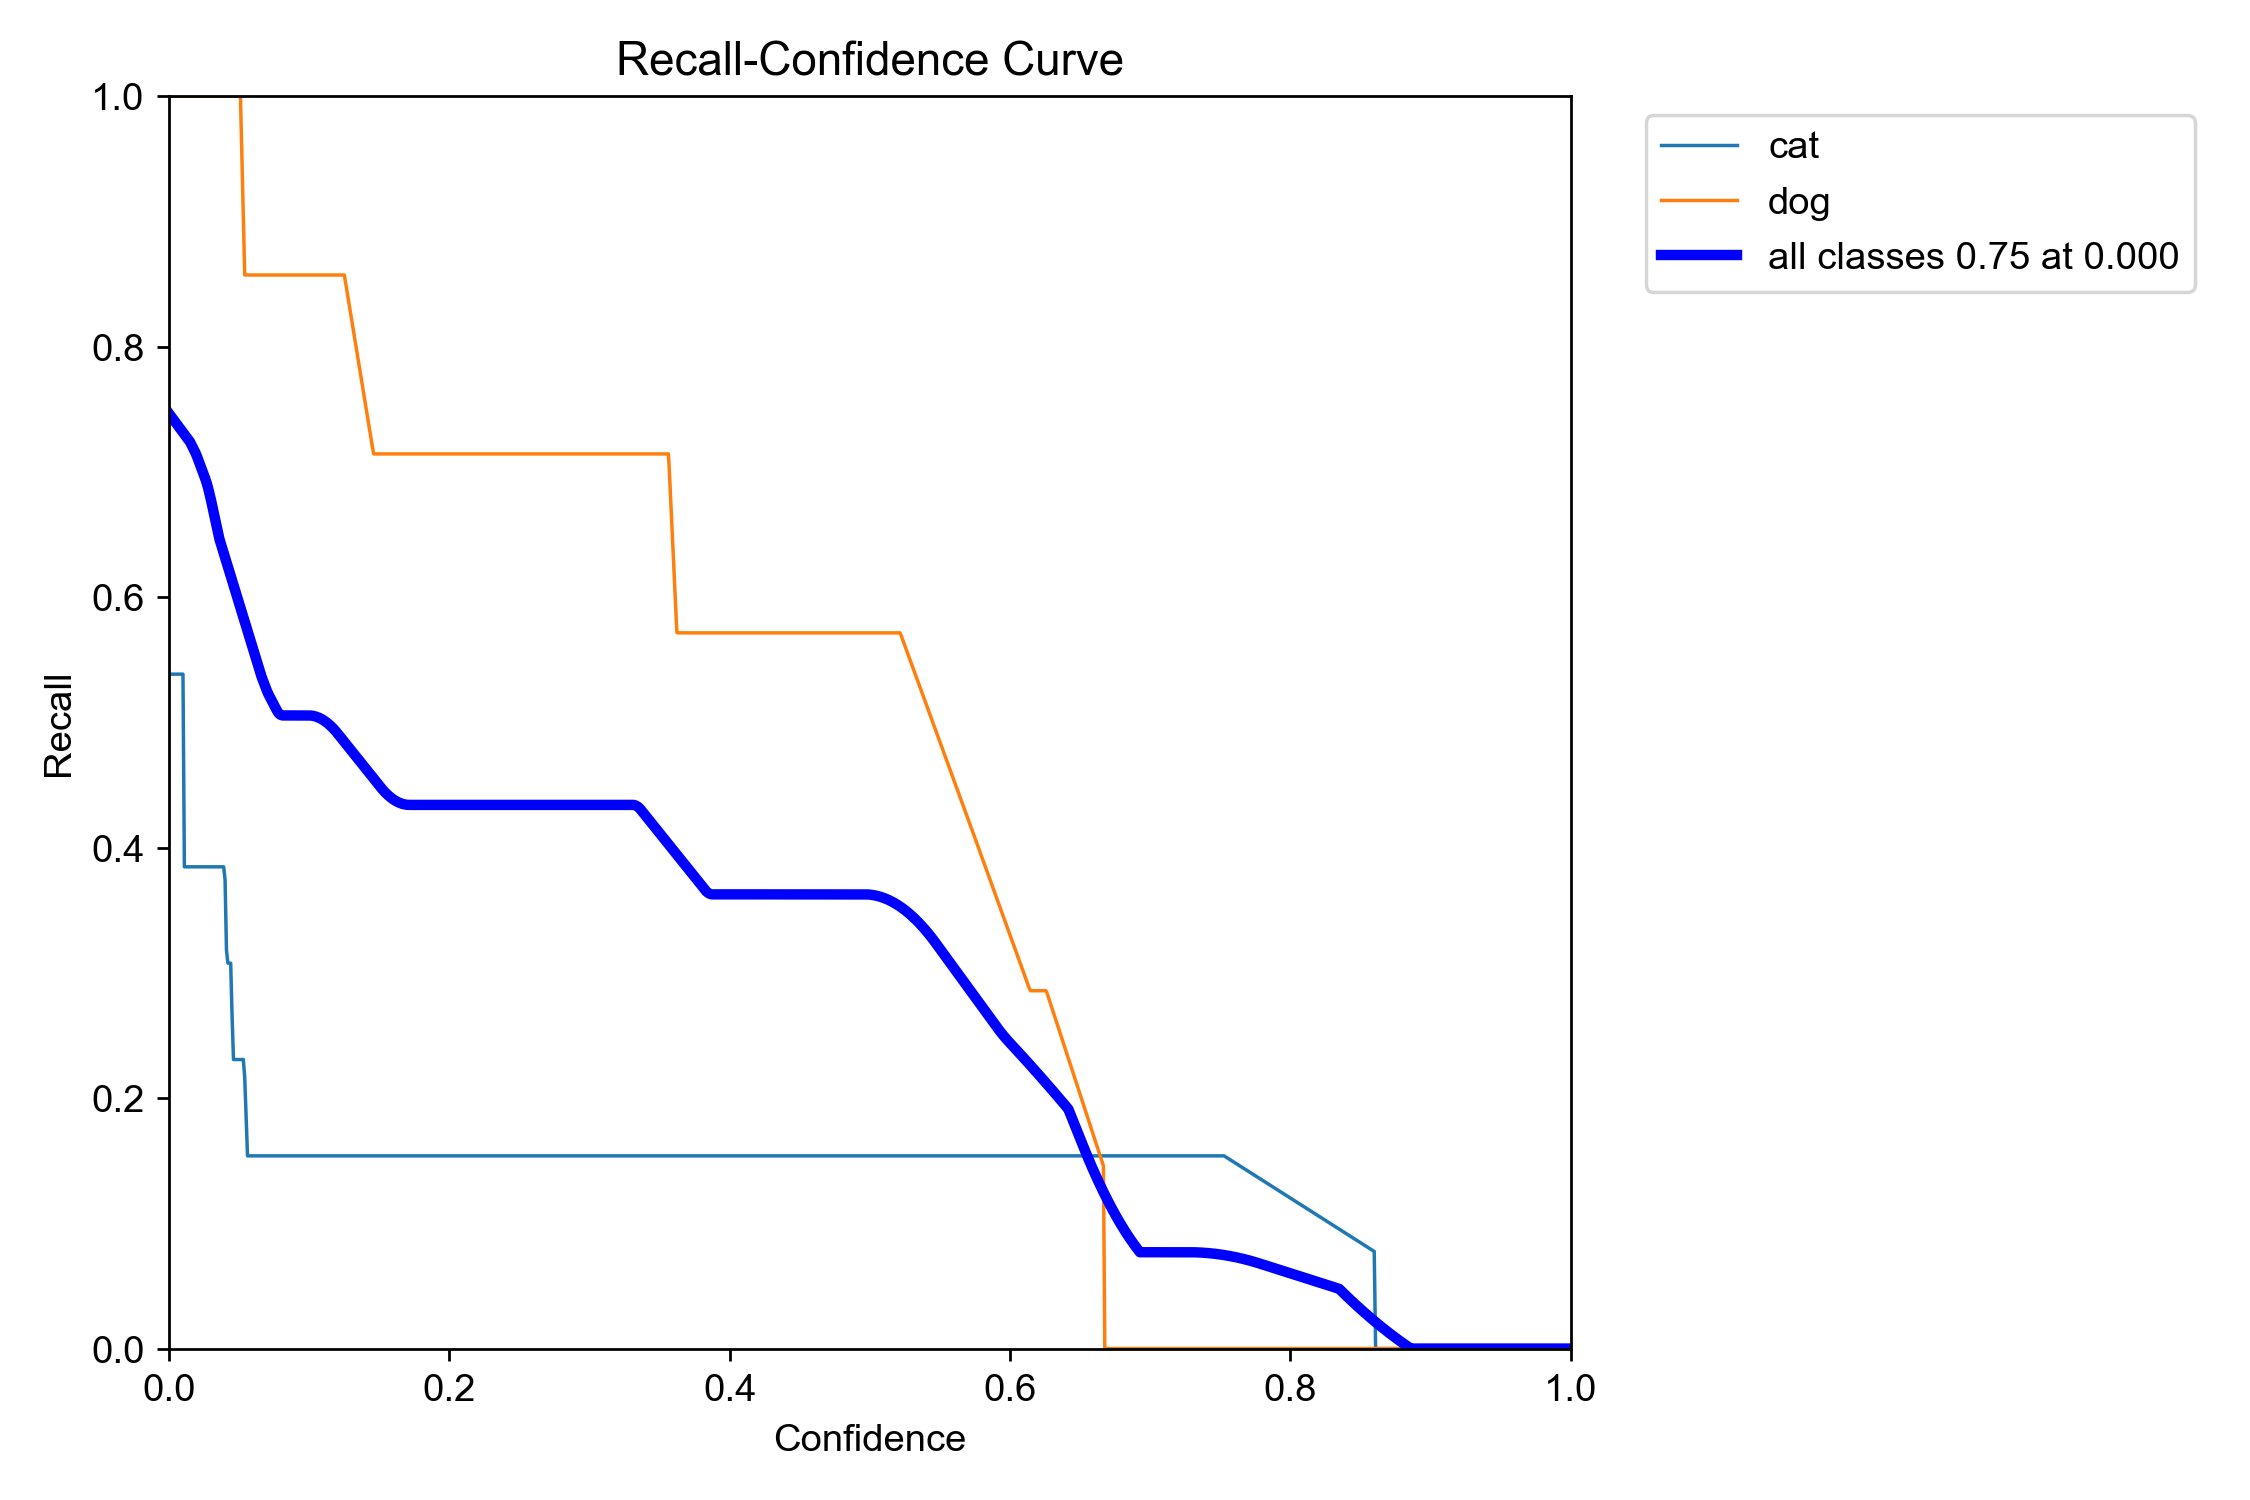 Recall-Confidence Curve
1.0
0.8
0.6
0.4
0.2
0.0
Recall
0.0 0.2 0.4 0.6 0.8 1.0
Confidence
cat
dog
all classes 0.75 at 0.000